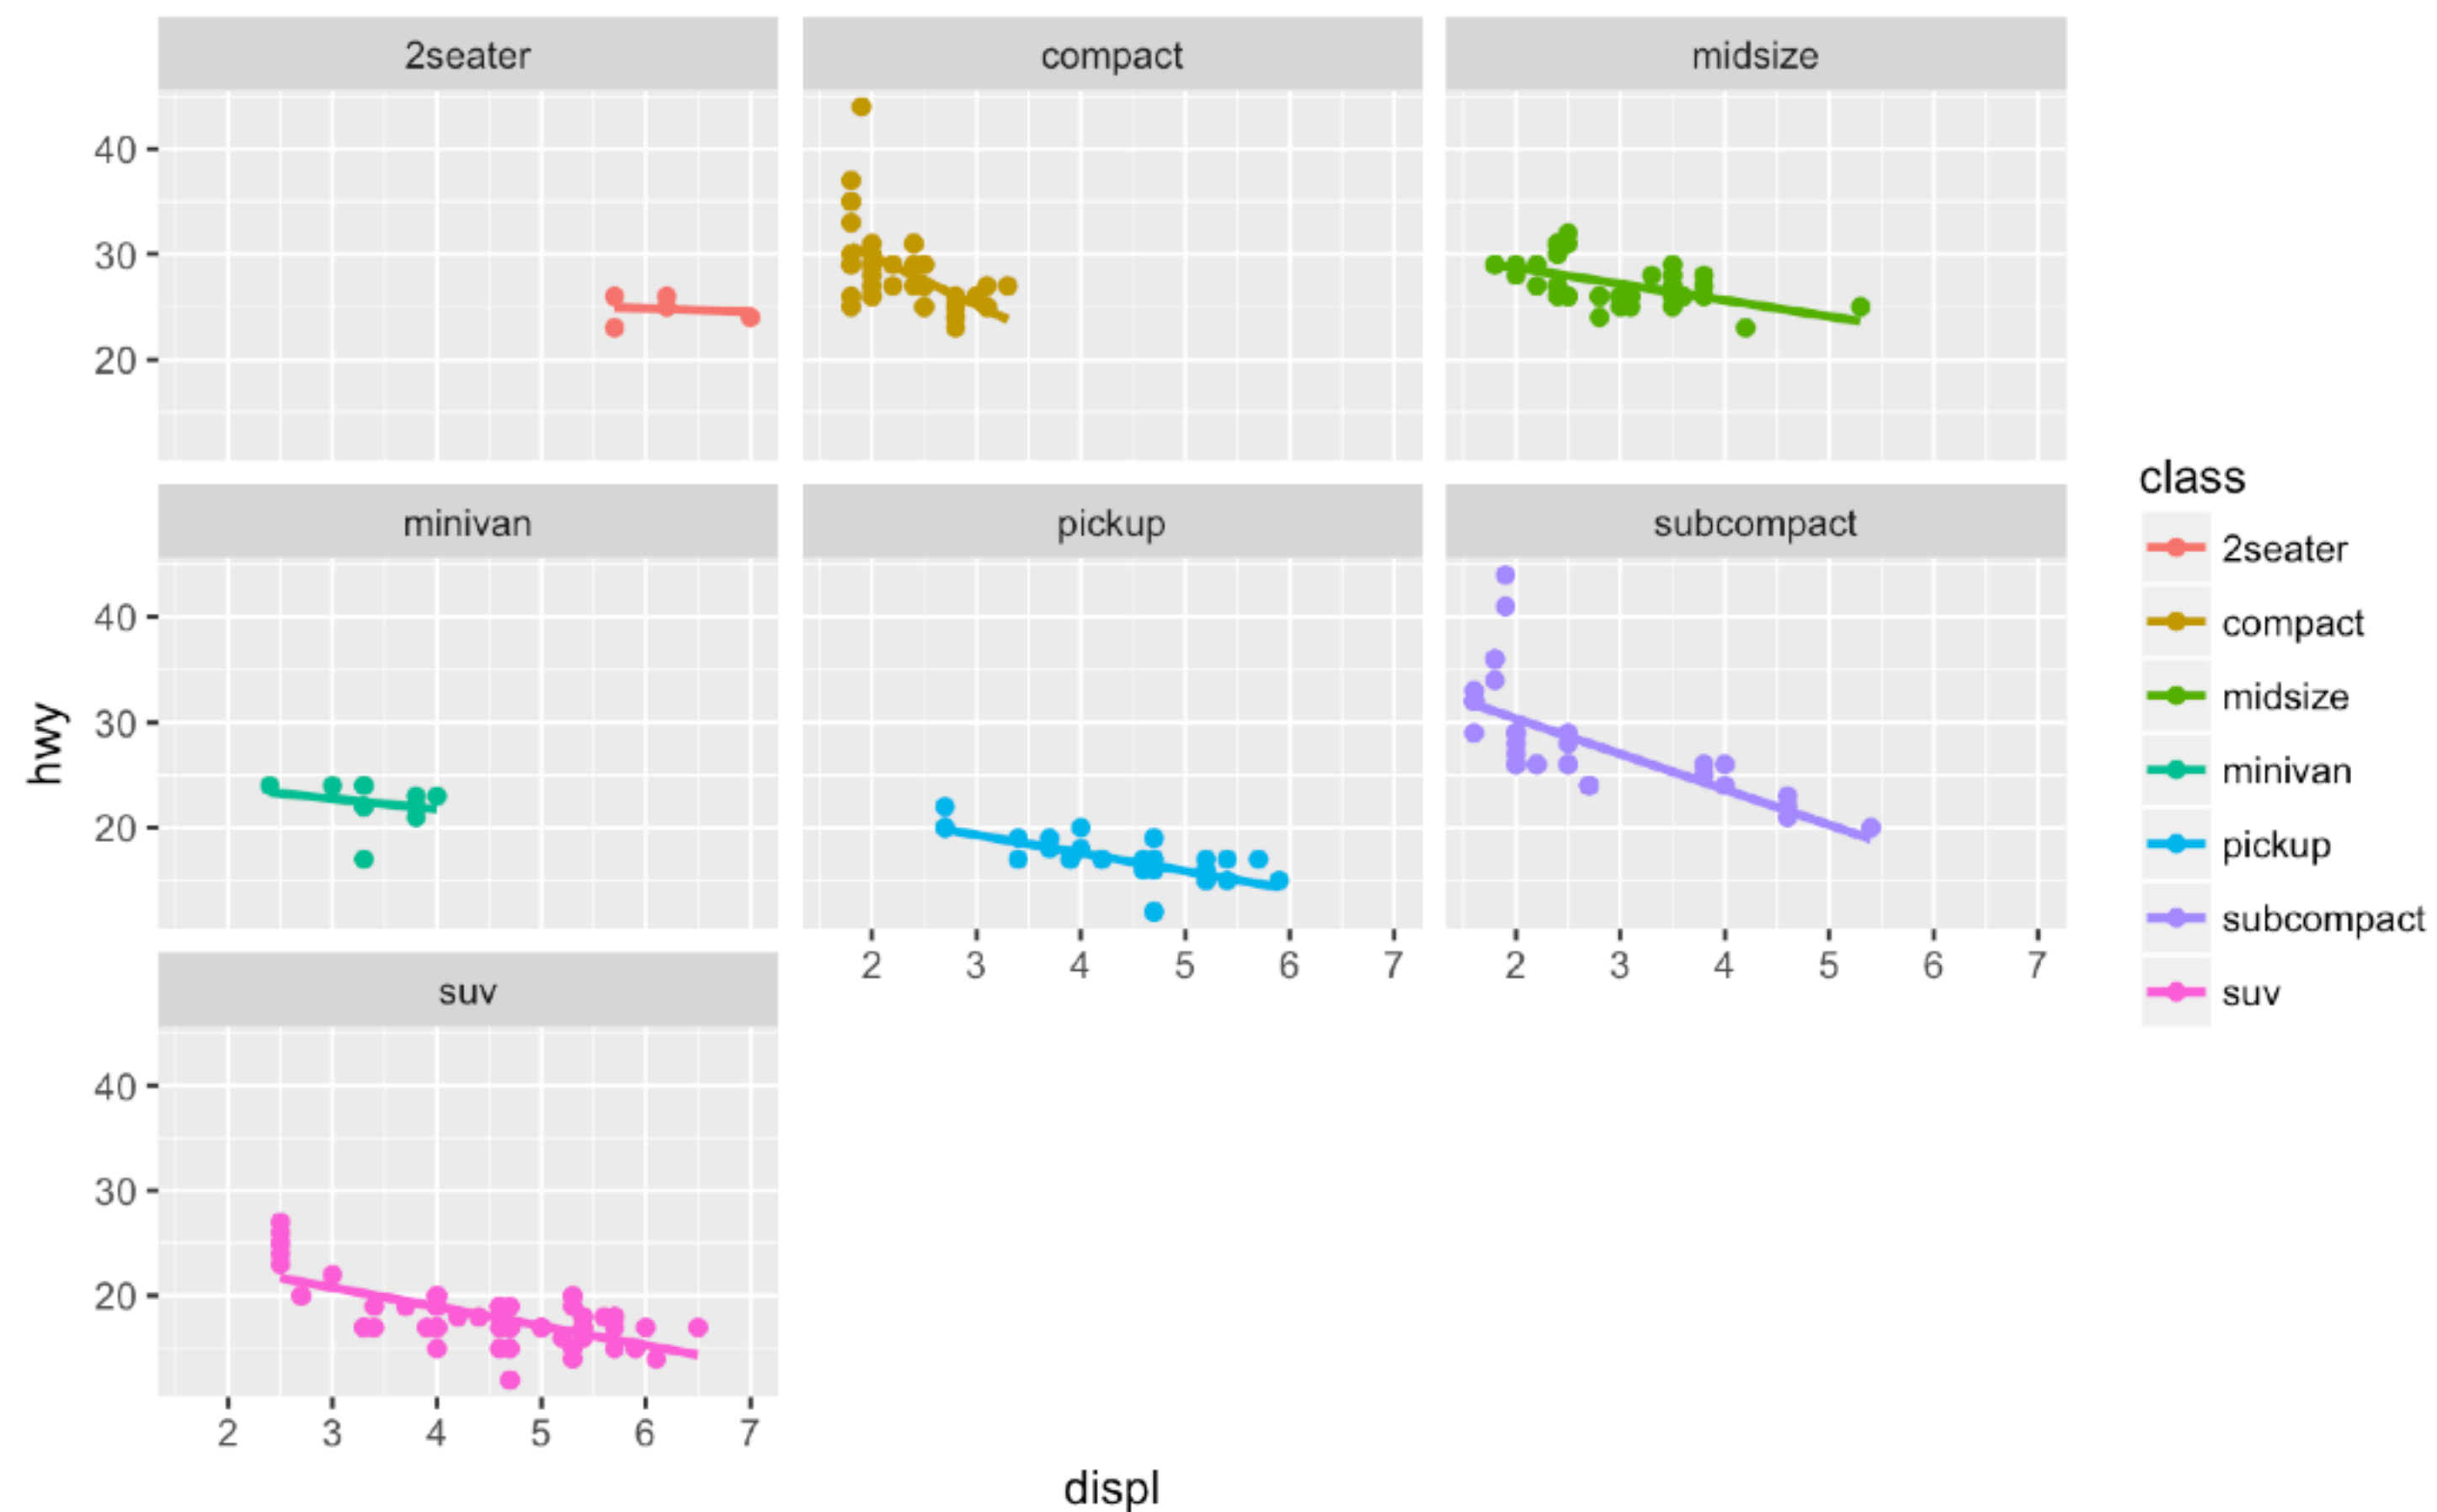 2seater
compact
midsize
40
30
20
minivan
pickup
subcompact
40
30
20
2 3 4 5 6 7
2 3 4 5 6 7
suv
40
30
20
2 3 4 5 6 7
hwy
displ
class
2seater
compact
midsize
minivan
pickup
subcompact
suv